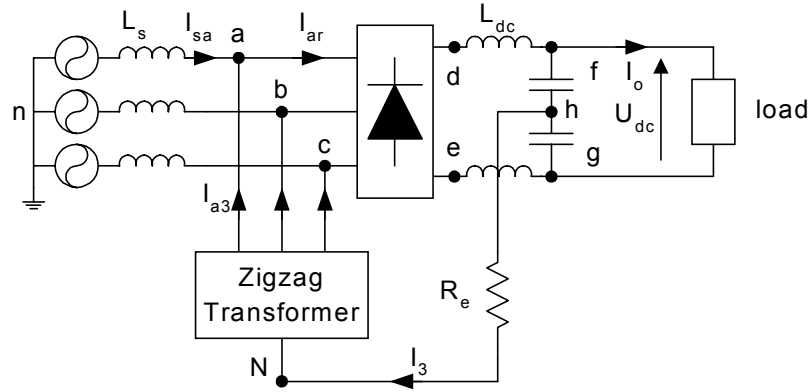 L_s
I_sa
a
I_ar
L_dc
d
f
I_o
n
b
h
U_dc
load
c
e
g
I_a3
Zigzag
Transformer
R_e
N
I_3